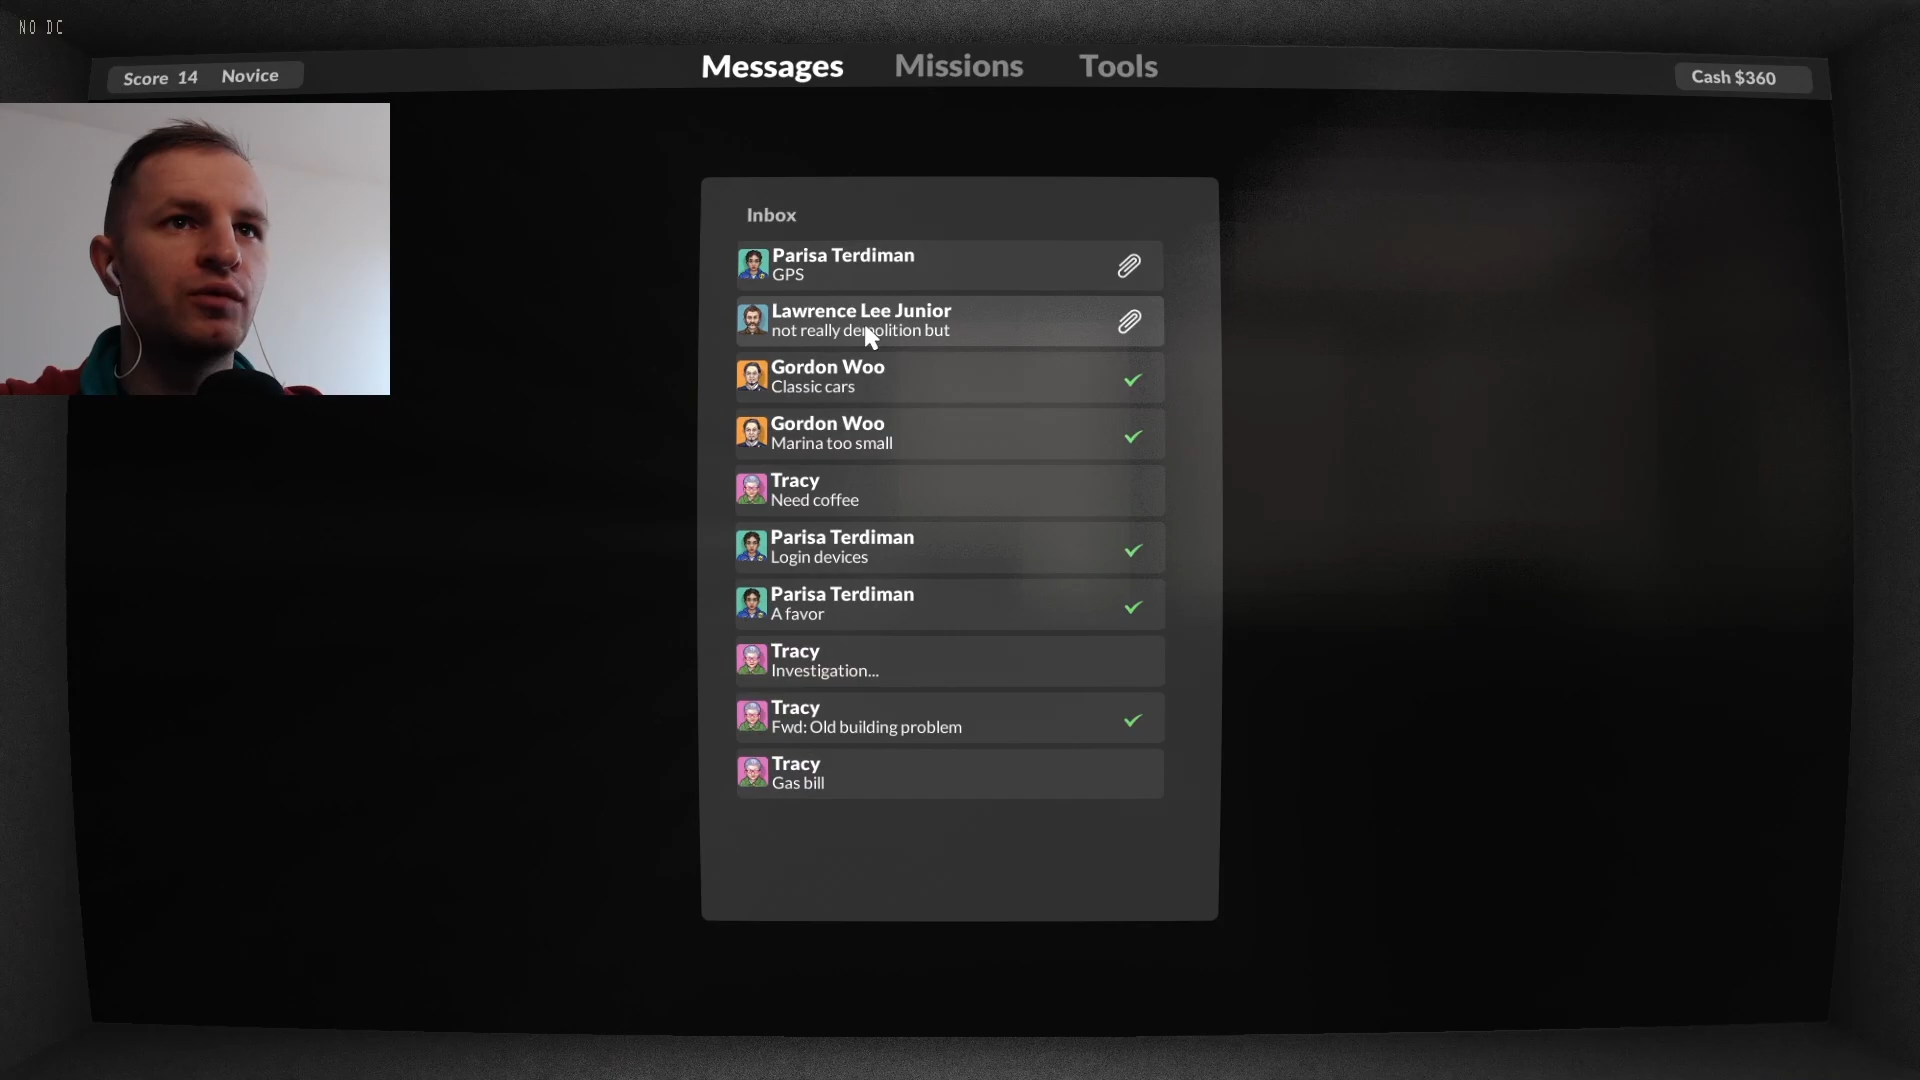 NO DC
Score 14 Novice
Messages Missions Tools
Cash $360
Inbox
Parisa Terdiman
GPS
Lawrence Lee Junior
not really demolition but
Gordon Woo
Classic cars
Gordon Woo
Marina too small
Tracy
Need coffee
Parisa Terdiman
Login devices
Parisa Terdiman
A favor
Tracy
Investigation...
Tracy
Fwd: Old building problem
Tracy
Gas bill